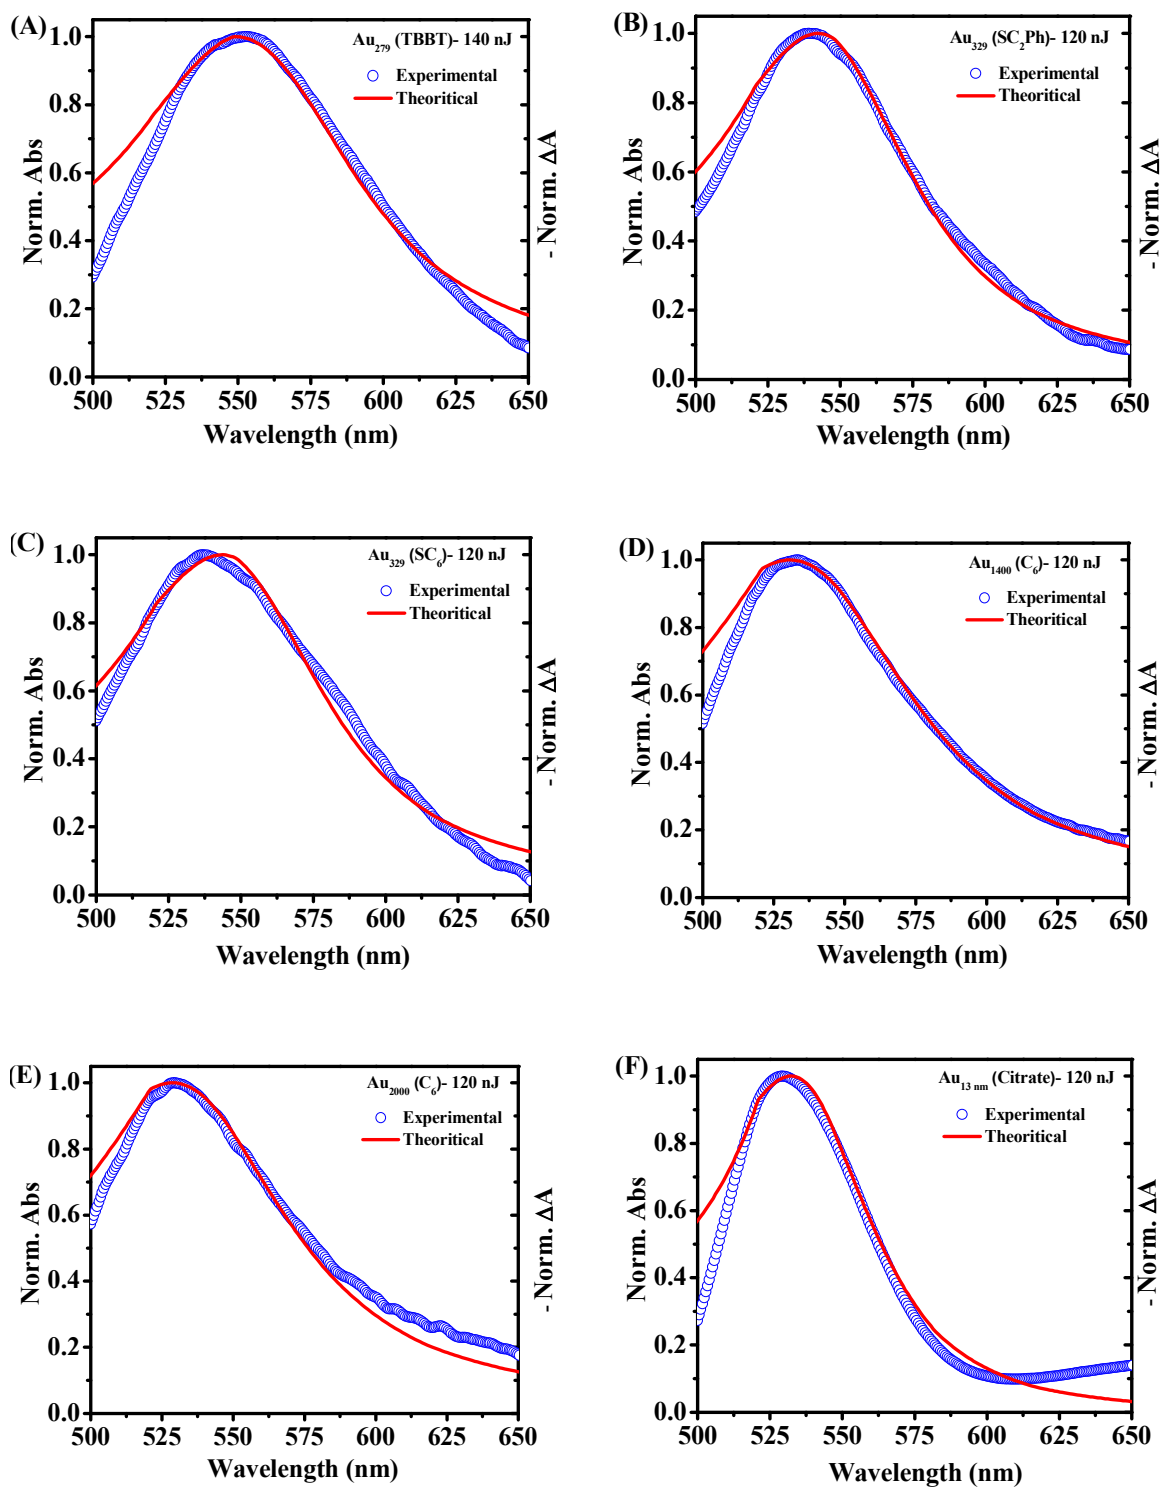 (A)
Au279 (TBBT)- 140 nJ
Experimental
Theoritical
Norm. Abs
- Norm. ΔA
1.0
0.8
0.6
0.4
0.2
0.0
500 525 550 575 600 625 650
Wavelength (nm)
(B)
Au329 (SC2Ph)- 120 nJ
Experimental
Theoritical
Norm. Abs
- Norm. ΔA
1.0
0.8
0.6
0.4
0.2
0.0
500 525 550 575 600 625 650
Wavelength (nm)
(C)
Au329 (SC6)- 120 nJ
Experimental
Theoritical
Norm. Abs
- Norm. ΔA
1.0
0.8
0.6
0.4
0.2
0.0
500 525 550 575 600 625 650
Wavelength (nm)
(D)
Au1400 (C6)- 120 nJ
Experimental
Theoritical
Norm. Abs
- Norm. ΔA
1.0
0.8
0.6
0.4
0.2
0.0
500 525 550 575 600 625 650
Wavelength (nm)
(E)
Au2000 (C6)- 120 nJ
Experimental
Theoritical
Norm. Abs
- Norm. ΔA
1.0
0.8
0.6
0.4
0.2
0.0
500 525 550 575 600 625 650
Wavelength (nm)
(F)
Au13 nm (Citrate)- 120 nJ
Experimental
Theoritical
Norm. Abs
- Norm. ΔA
1.0
0.8
0.6
0.4
0.2
0.0
500 525 550 575 600 625 650
Wavelength (nm)